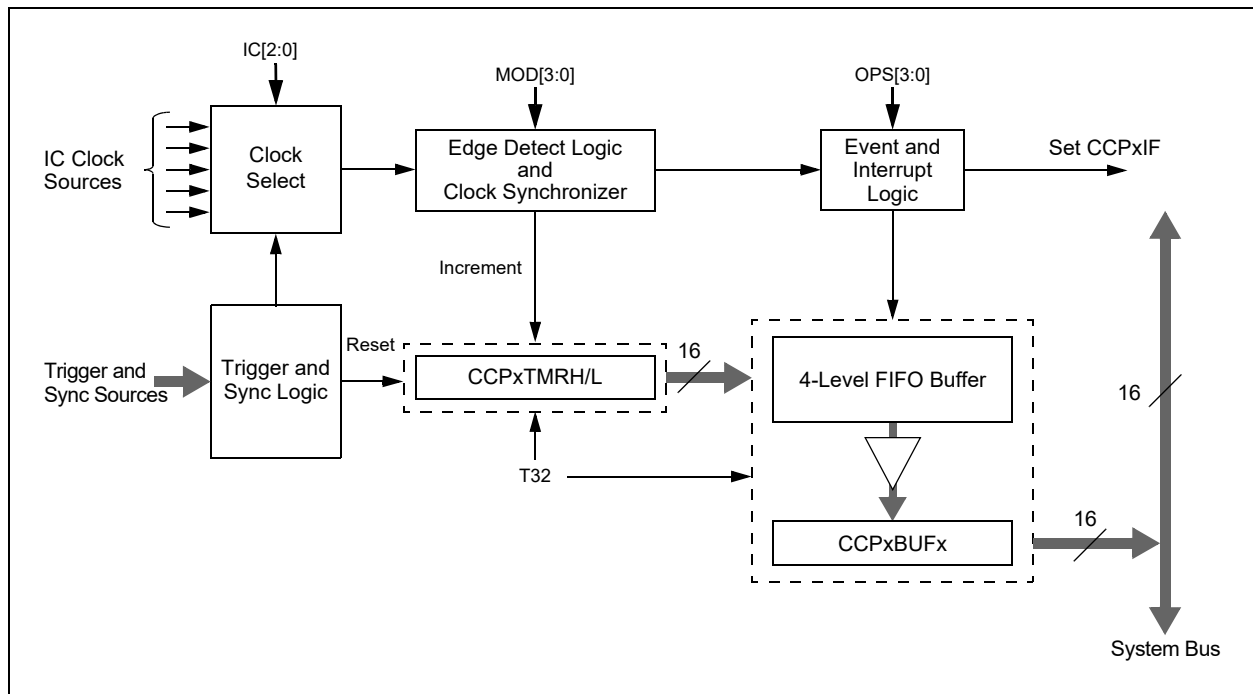 IC[2:0]
MOD[3:0]
OPS[3:0]
IC Clock
Sources
Clock
Select
Edge Detect Logic
and
Clock Synchronizer
Event and
Interrupt
Logic
Set CCPxIF
Increment
Trigger and
Sync Sources
Trigger and
Sync Logic
Reset
CCPxTMRH/L
16
4-Level FIFO Buffer
16
T32
CCPxBUFx
16
System Bus